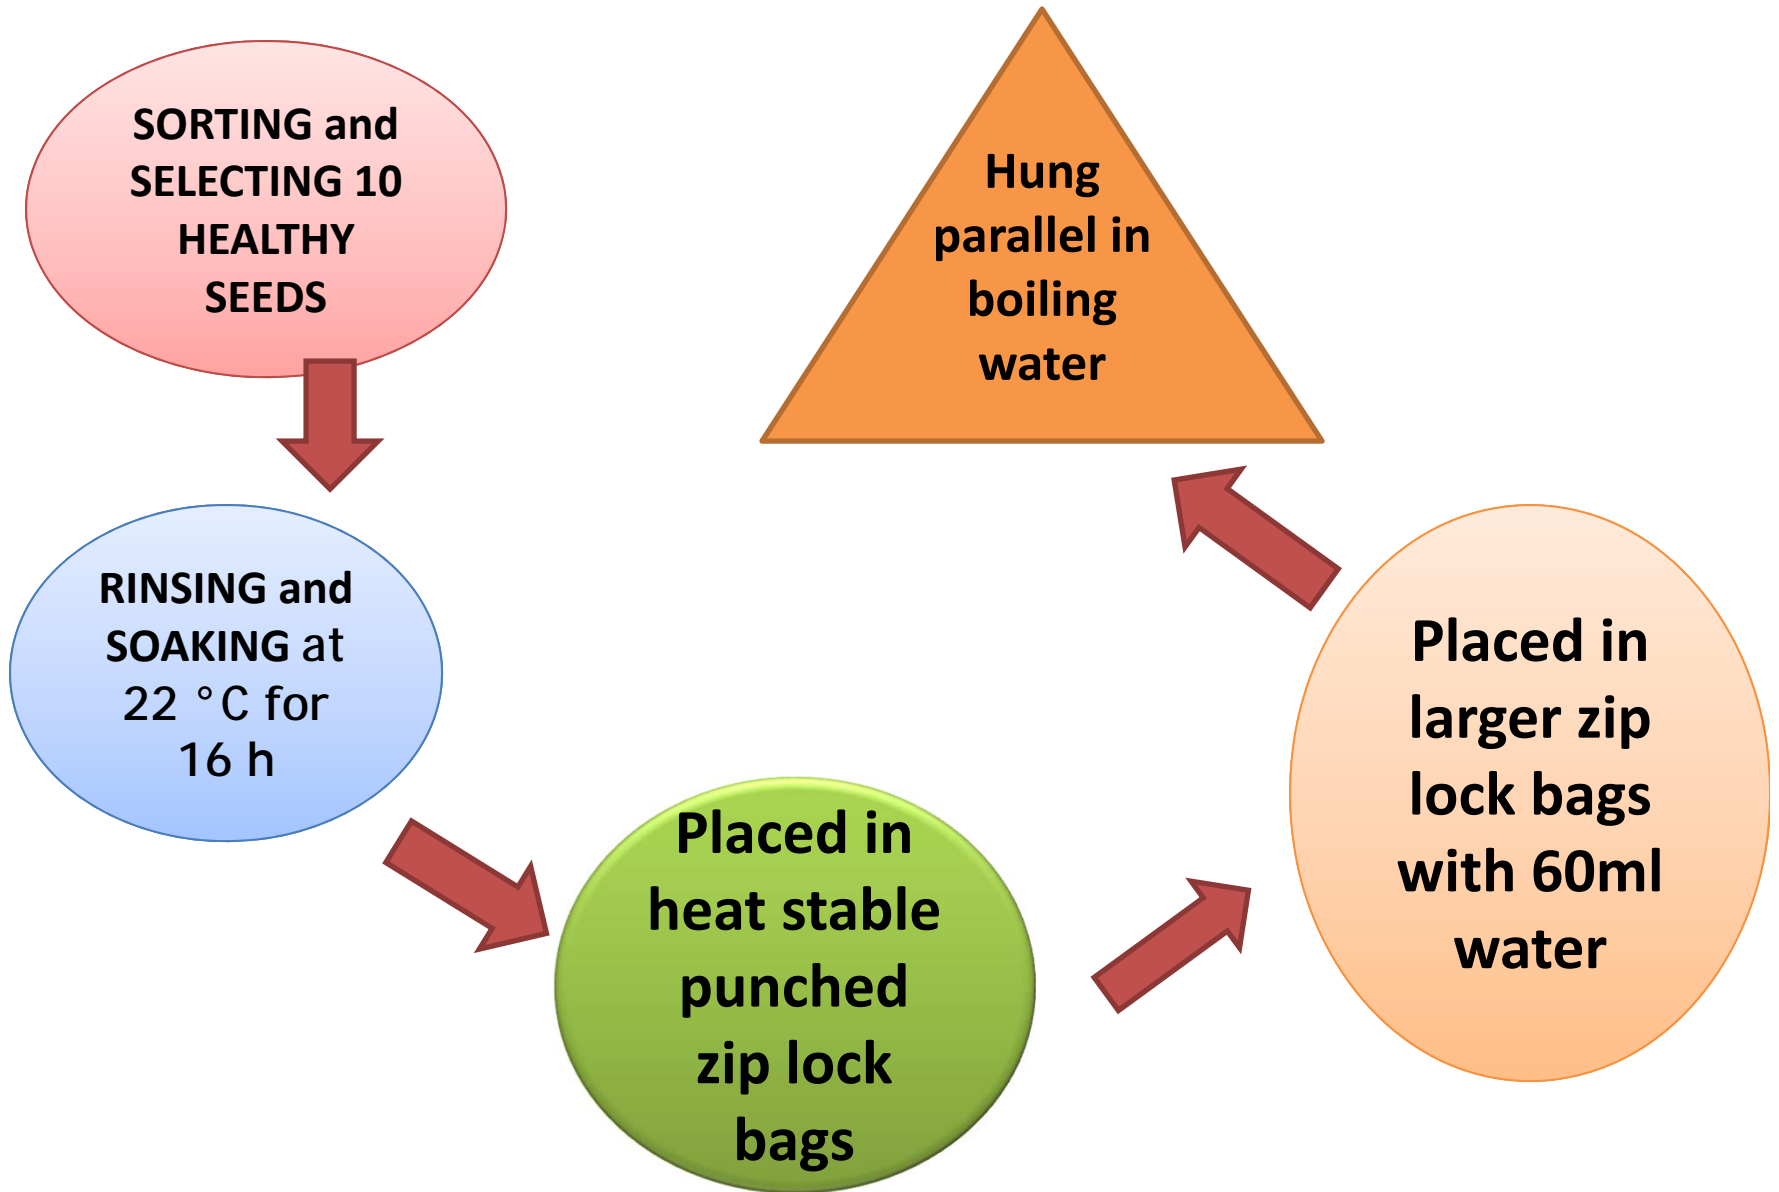 SORTING and
SELECTING 10
HEALTHY
SEEDS
RINSING and
SOAKING at
22 °C for
16 h
Placed in
heat stable
punched
zip lock
bags
Placed in
larger zip
lock bags
with 60ml
water
Hung
parallel in
boiling
water